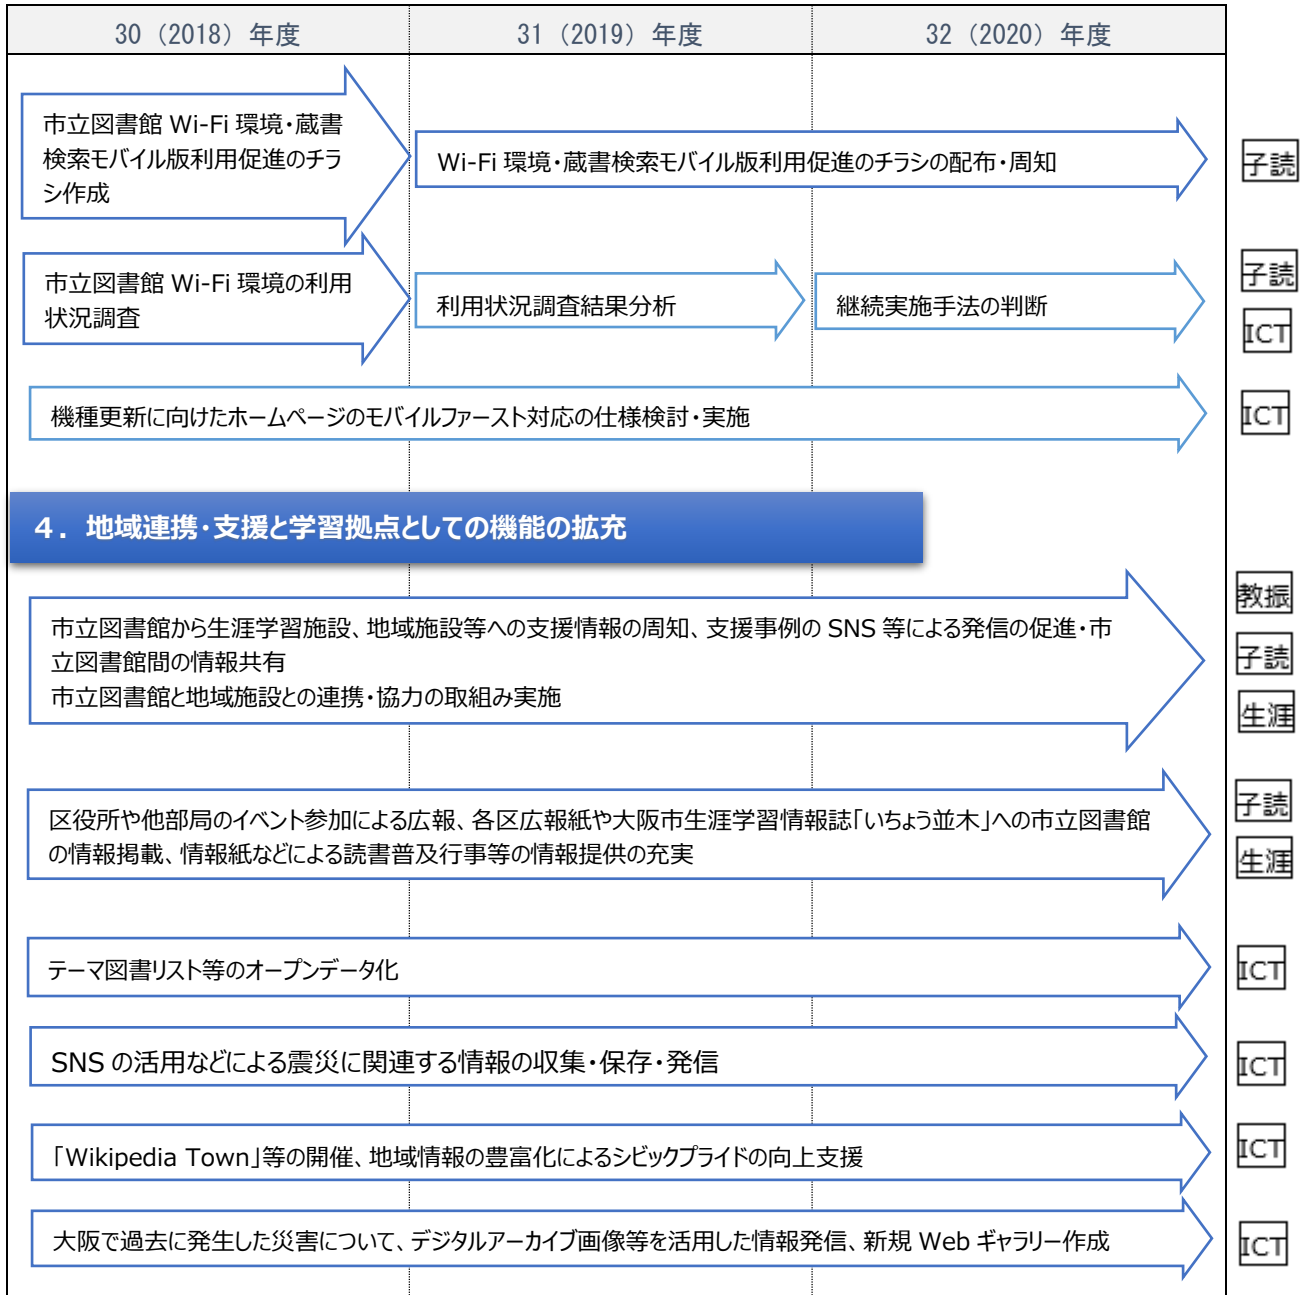 30（2018）年度
31（2019）年度
32（2020）年度
市立図書館 Wi-Fi 環境・蔵書
検索モバイル版利用促進のチラ
シ作成
Wi-Fi 環境・蔵書検索モバイル版利用促進のチラシの配布・周知
子読
市立図書館 Wi-Fi 環境の利用
状況調査
利用状況調査結果分析
継続実施手法の判断
子読
ICT
機種更新に向けたホームページのモバイルファースト対応の仕様検討・実施
ICT
４．地域連携・支援と学習拠点としての機能の拡充
市立図書館から生涯学習施設、地域施設等への支援情報の周知、支援事例の SNS 等による発信の促進・市
立図書館間の情報共有
市立図書館と地域施設との連携・協力の取組み実施
教振
子読
生涯
区役所や他部局のイベント参加による広報、各区広報紙や大阪市生涯学習情報誌「いちょう並木」への市立図書館
の情報掲載、情報紙などによる読書普及行事等の情報提供の充実
子読
生涯
テーマ図書リスト等のオープンデータ化
ICT
SNS の活用などによる震災に関連する情報の収集・保存・発信
ICT
「Wikipedia Town」等の開催、地域情報の豊富化によるシビックプライドの向上支援
ICT
大阪で過去に発生した災害について、デジタルアーカイブ画像等を活用した情報発信、新規 Web ギャラリー作成
ICT